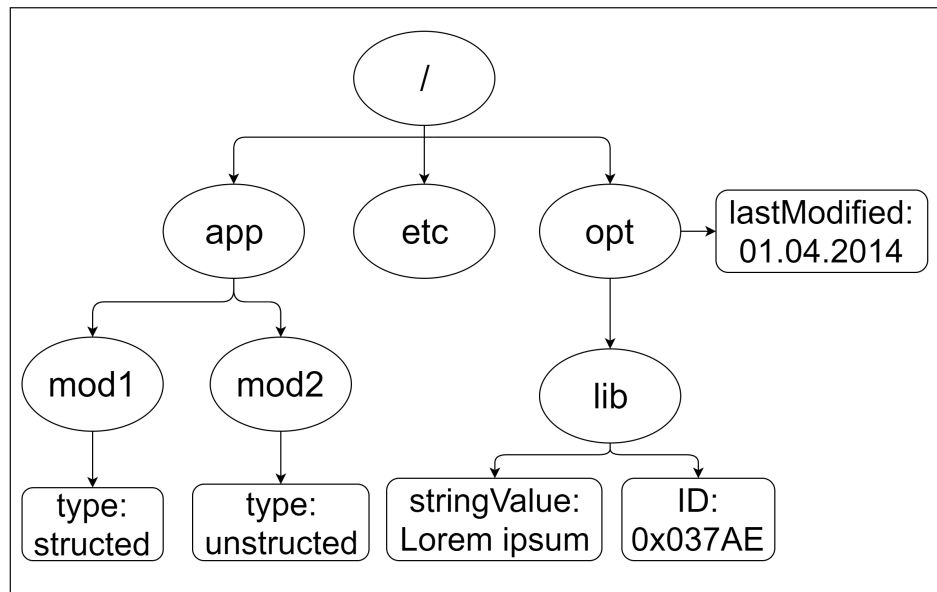 /
app
etc
opt
lastModified:
01.04.2014
mod1
mod2
lib
type:
structed
type:
unstructed
stringValue:
Lorem ipsum
ID:
0x037AE